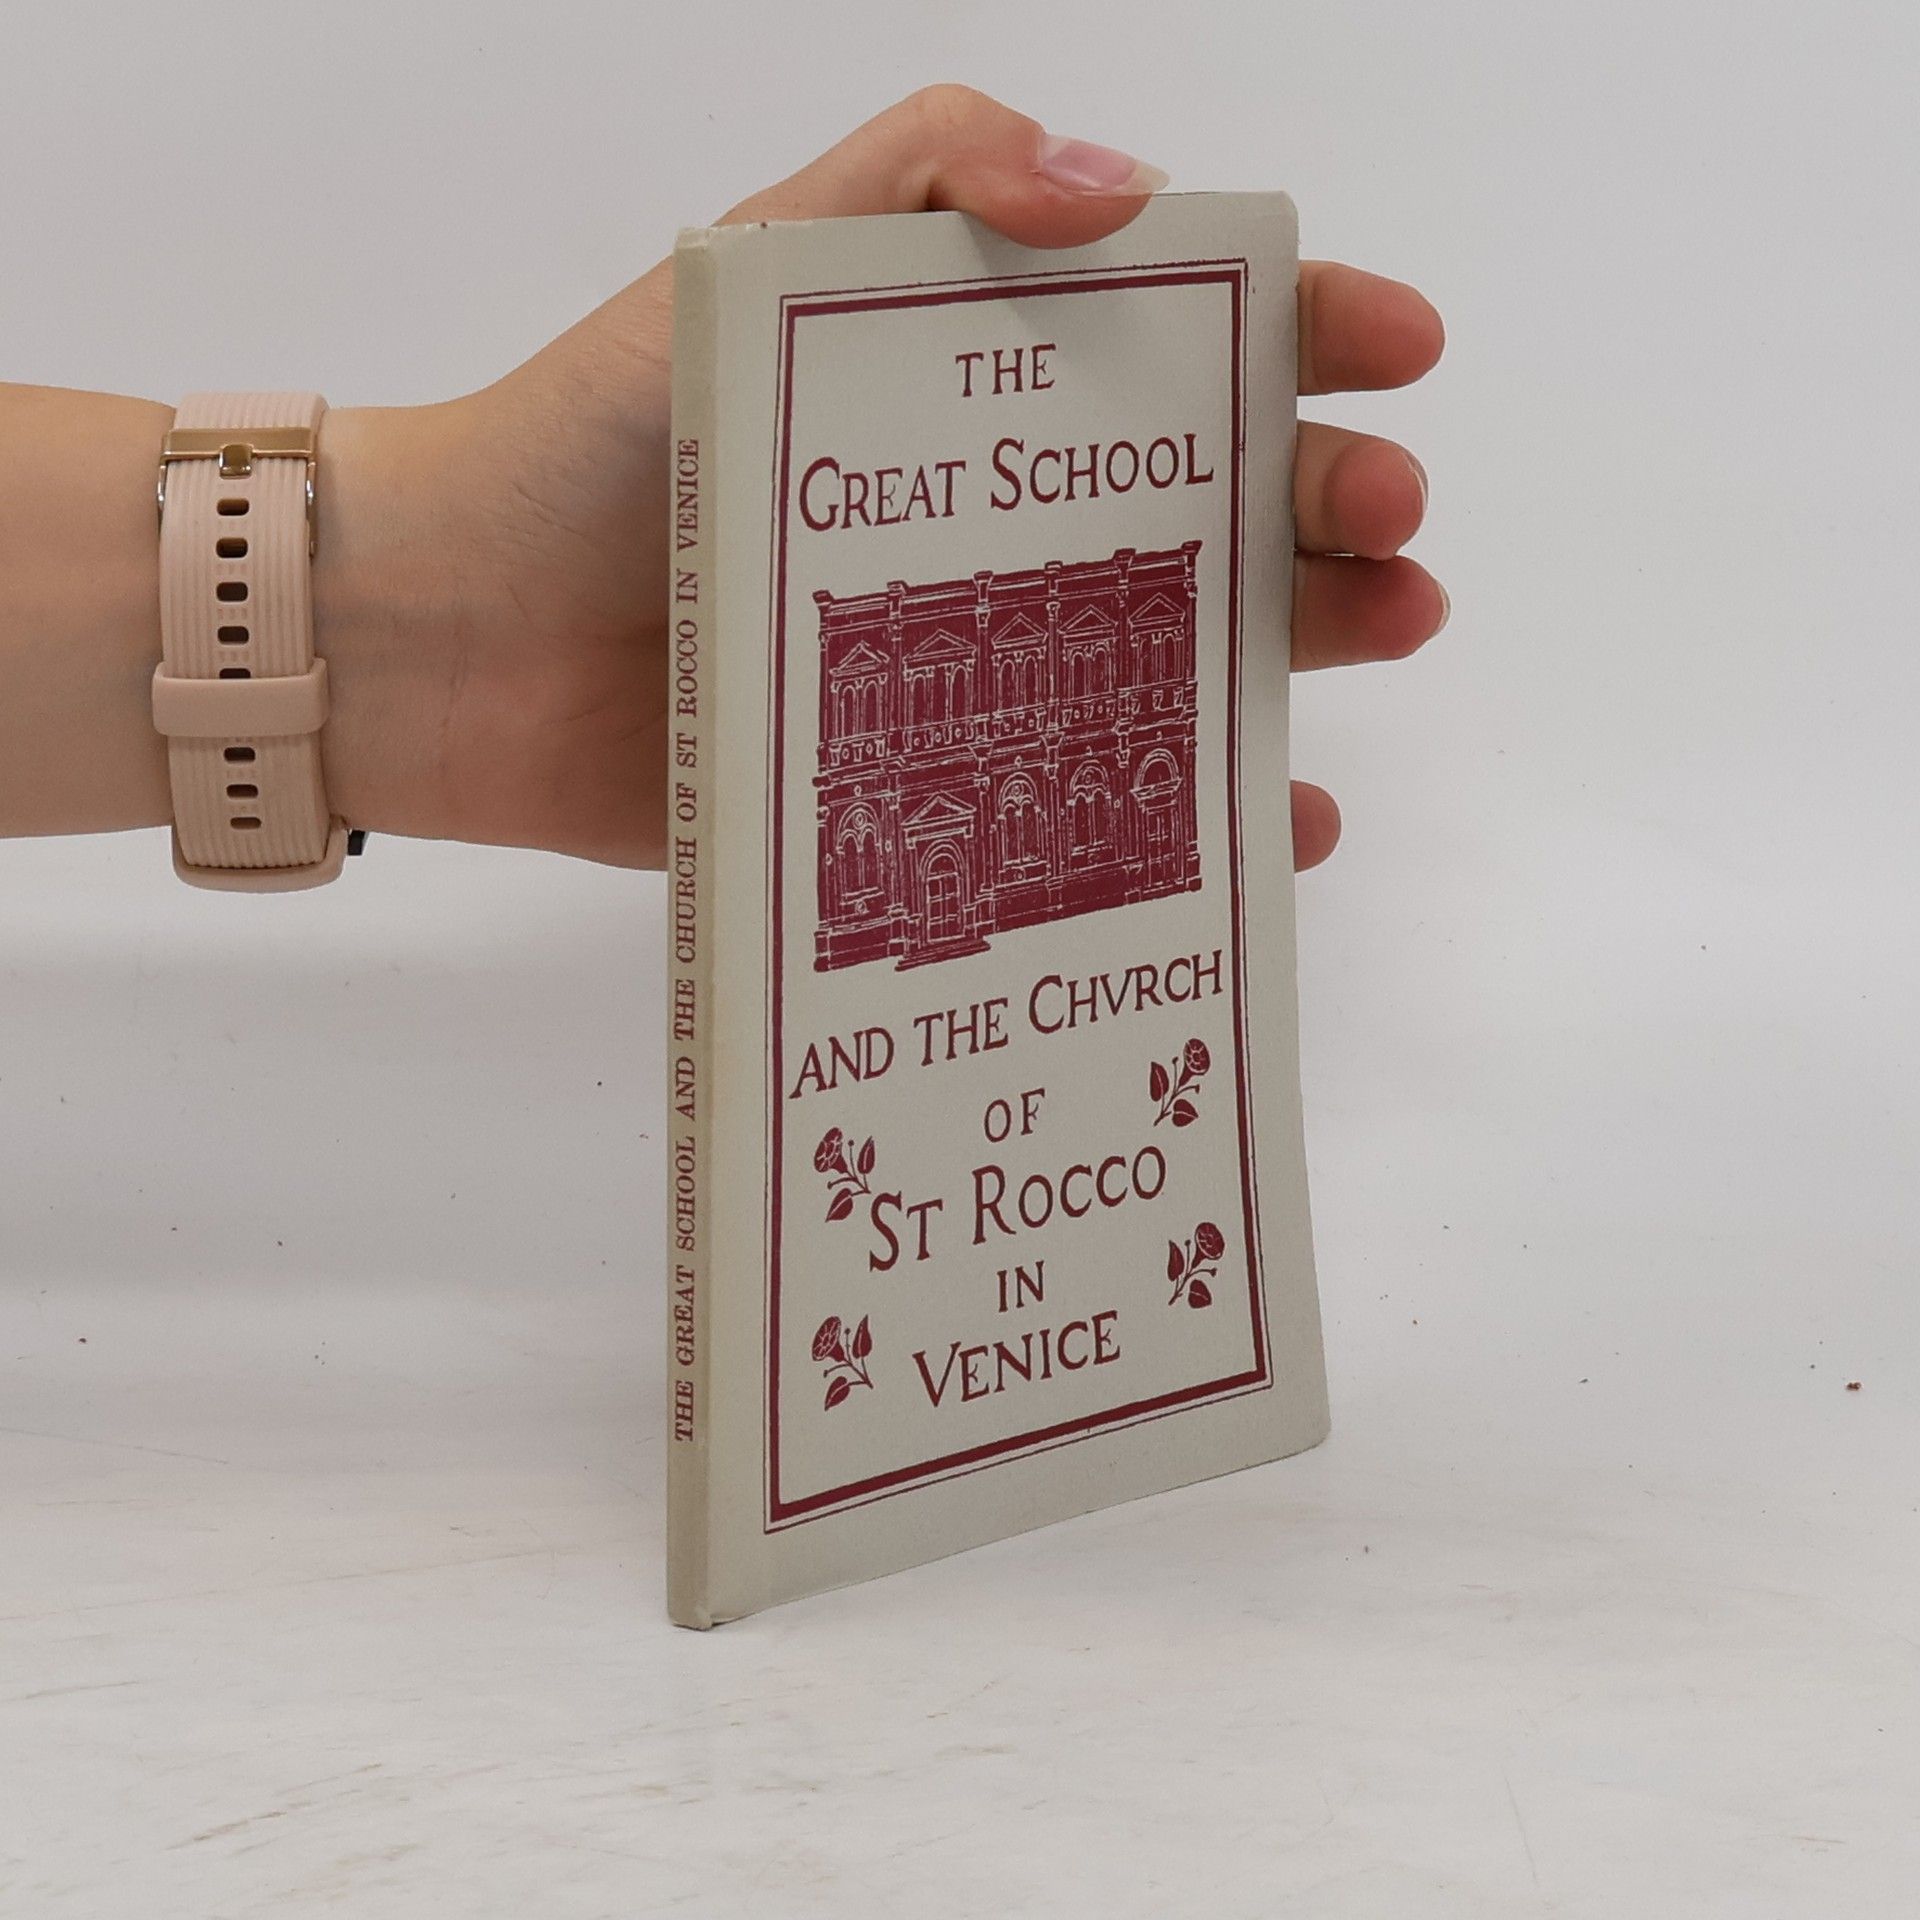 THE GREAT SCHOOL AND THE CHURCH OF ST ROCCO IN VENICE
THE
GREAT SCHOOL
AND THE CHVRCH
OF
ST ROCCO
IN
VENICE